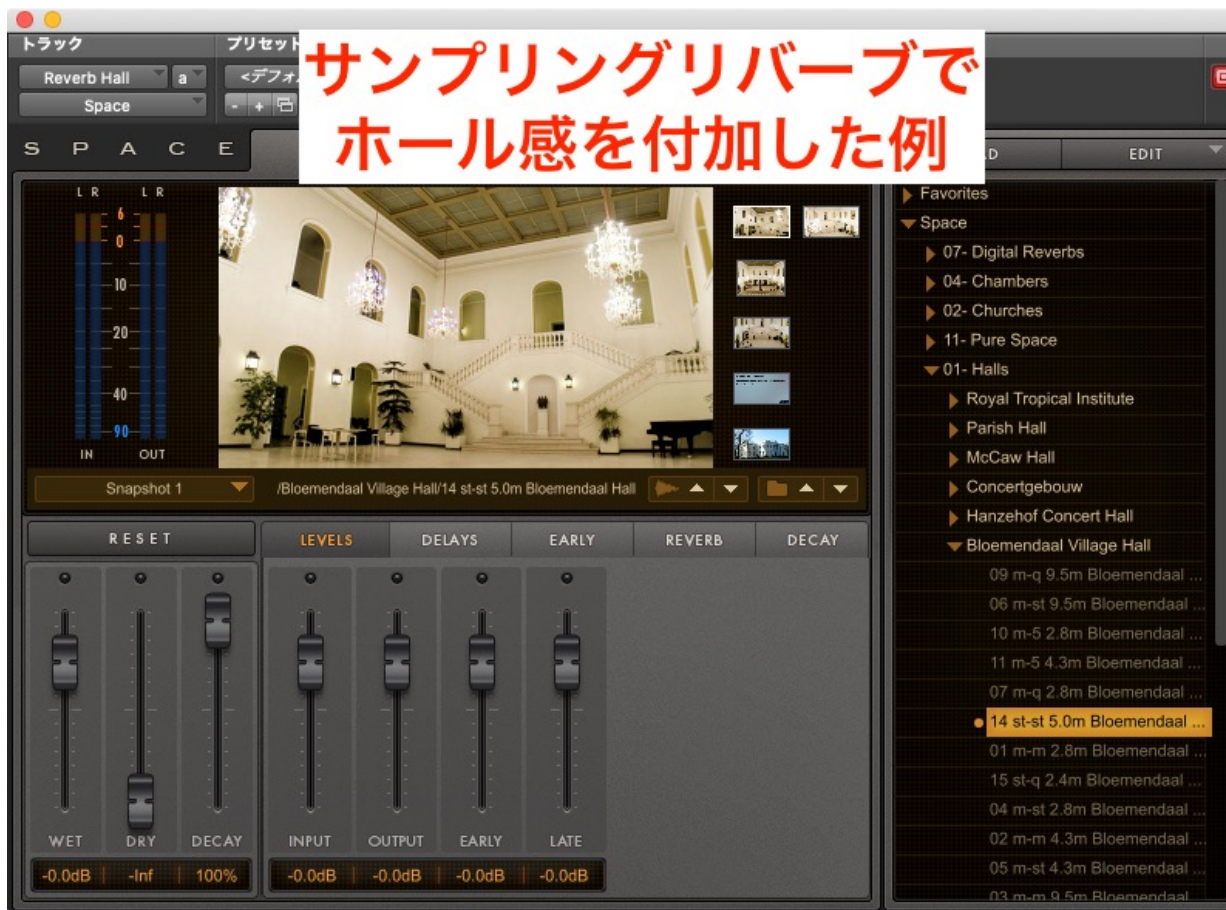 トラック
プリセット
サンプリングリバーブで
ホール感を付加した例
Reverb Hall
a
Space
- +
SPACE
EDIT
L R L R
6
0
10
20
40
90
IN OUT
Snapshot 1
/Bloemendaal Village Hall/14 st-st 5.0m Bloemendaal Hall
RESET
LEVELS
DELAYS
EARLY
REVERB
DECAY
WET
DRY
DECAY
INPUT
OUTPUT
EARLY
LATE
-0.0dB
-Inf
100%
-0.0dB
-0.0dB
-0.0dB
-0.0dB
Favorites
Space
07- Digital Reverbs
04- Chambers
02- Churches
11- Pure Space
01- Halls
Royal Tropical Institute
Parish Hall
McCaw Hall
Concertgebouw
Hanzehof Concert Hall
Bloemendaal Village Hall
09 m-q 9.5m Bloemendaal ...
06 m-st 9.5m Bloemendaal ...
10 m-5 2.8m Bloemendaal ...
11 m-5 4.3m Bloemendaal ...
07 m-q 2.8m Bloemendaal ...
14 st-st 5.0m Bloemendaal ...
01 m-m 2.8m Bloemendaal ...
15 st-q 2.4m Bloemendaal ...
04 m-st 2.8m Bloemendaal ...
02 m-m 4.3m Bloemendaal ...
05 m-st 4.3m Bloemendaal ...
03 m-m 9.5m Bloemendaal